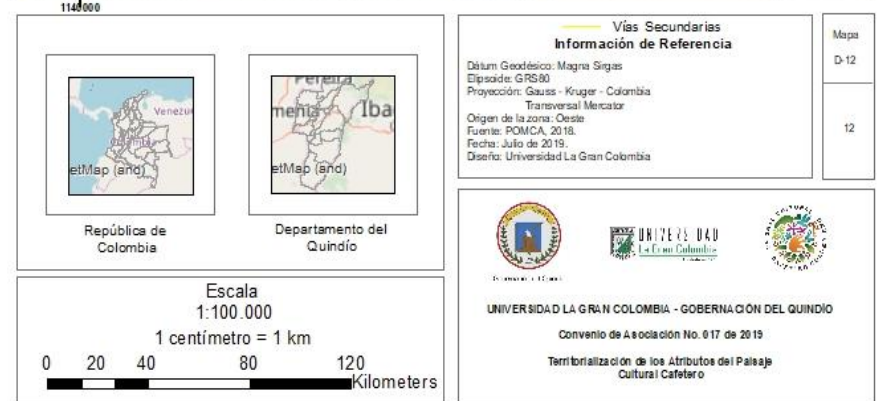 1140000
Vías Secundarias
Información de Referencia
Dátum Geodésico: Magna Sirgas
Elipsoide: GRS80
Proyección: Gauss - Kruger - Colombia
Transversal Mercator
Origen de la zona: Oeste
Fuente: POMCA, 2018.
Fecha: Julio de 2019.
Diseño: Universidad La Gran Colombia
Mapa
D-12
12
Venezu
etMap (and)
Pereira
menia
Iba
etMap (and)
República de
Colombia
Departamento del
Quindío
Escala
1:100.000
1 centímetro = 1 km
0 20 40 80 120
Kilometers
UNIVERSIDAD
La Gran Colombia
UNIVERSIDAD LA GRAN COLOMBIA - GOBERNACIÓN DEL QUINDÍO
Convenio de Asociación No. 017 de 2019
Territorialización de los Atributos del Paisaje
Cultural Cafetero